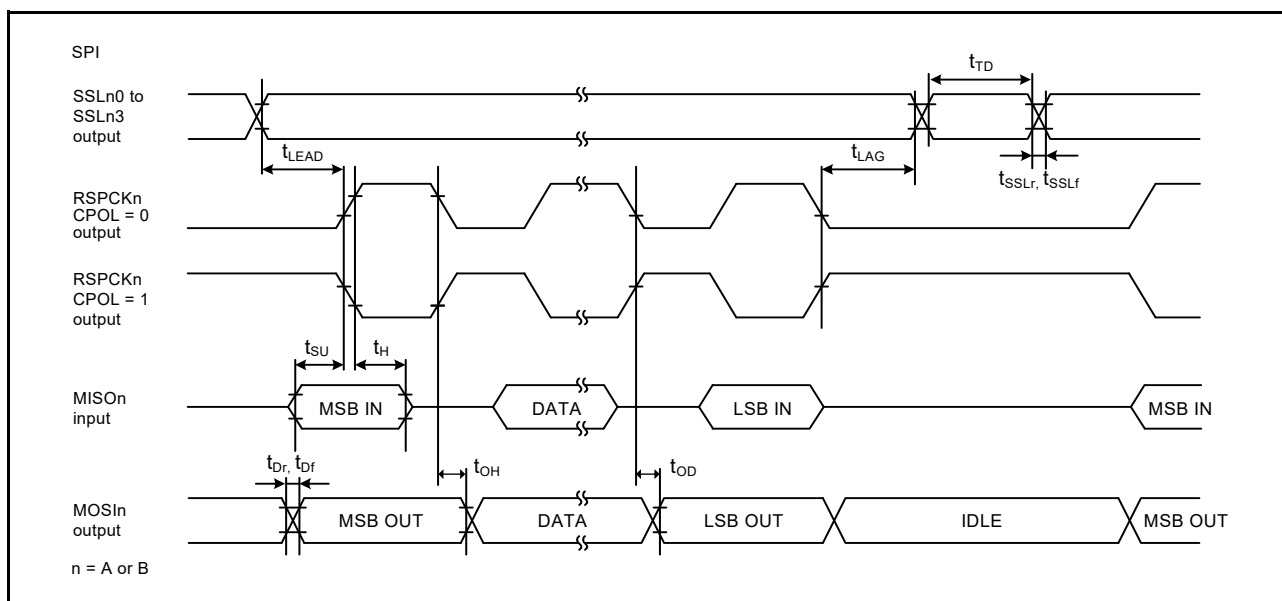 SPI
SSLn0 to
SSLn3
output
tTD
tLEAD
tLAG
tSSLr, tSSLf
RSPCKn
CPOL = 0
output
RSPCKn
CPOL = 1
output
tSU
tH
MISOn
input
MSB IN
DATA
LSB IN
MSB IN
tDr, tDf
tOH
tOD
MOSIn
output
MSB OUT
DATA
LSB OUT
IDLE
MSB OUT
n = A or B